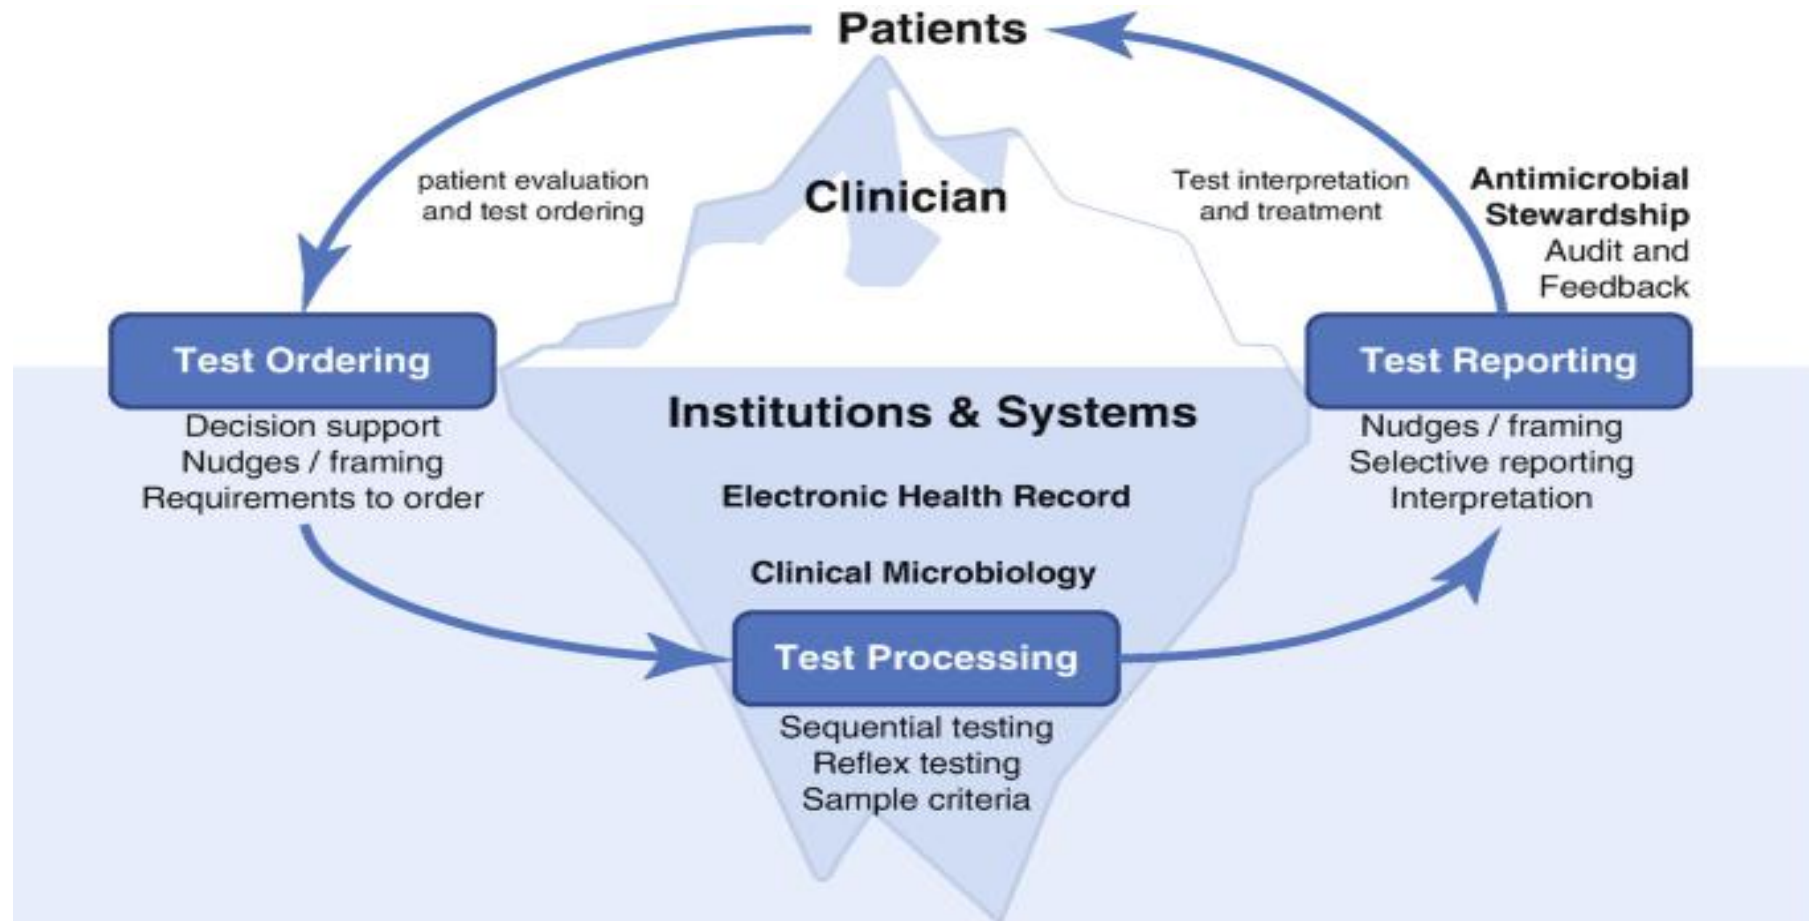 Patients
patient evaluation
and test ordering
Clinician
Test interpretation
and treatment
Antimicrobial
Stewardship
Audit and
Feedback
Test Ordering
Decision support
Nudges / framing
Requirements to order
Institutions & Systems
Electronic Health Record
Clinical Microbiology
Test Processing
Sequential testing
Reflex testing
Sample criteria
Test Reporting
Nudges / framing
Selective reporting
Interpretation